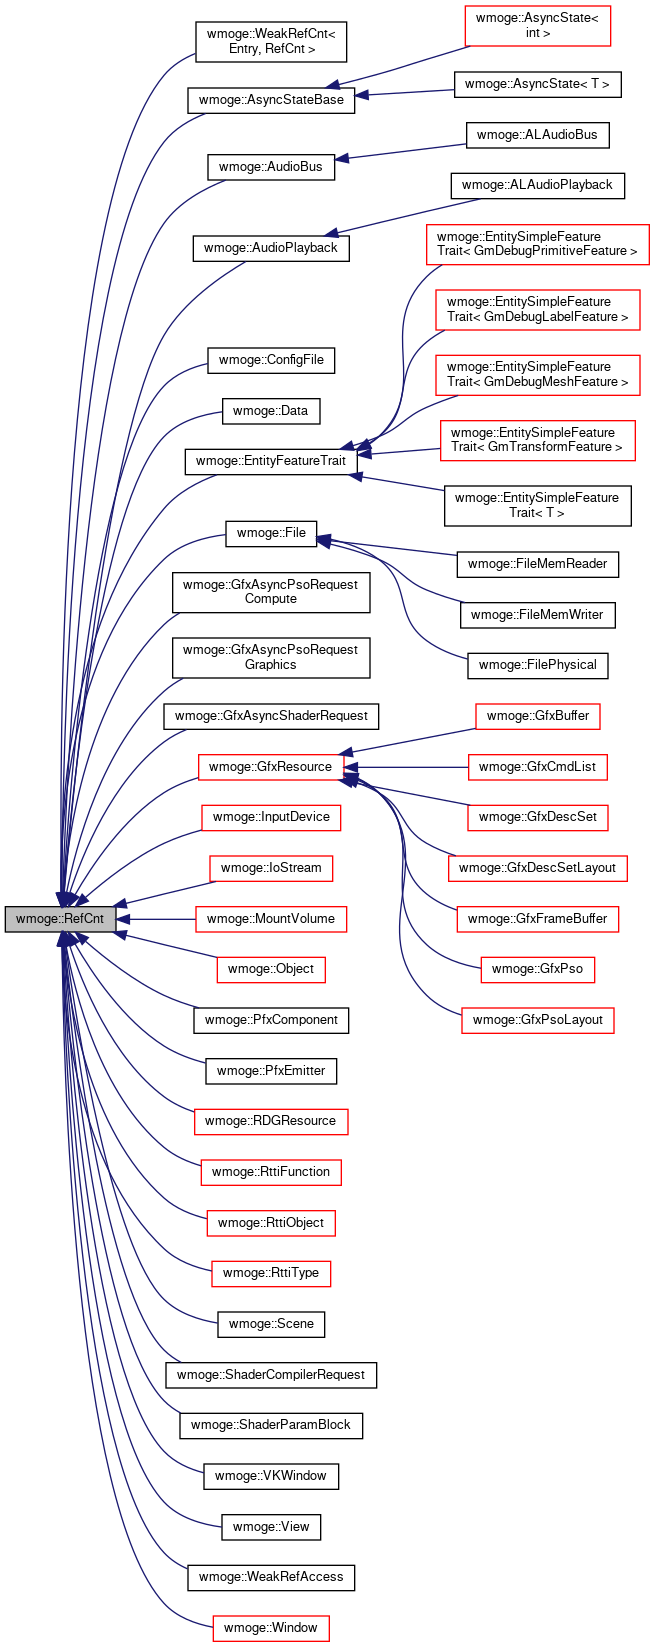 wmoge::WeakRefCnt<
Entry, RefCnt >
wmoge::AsyncState<
int >
wmoge::AsyncStateBase
wmoge::AsyncState< T >
wmoge::AudioBus
wmoge::ALAudioBus
wmoge::AudioPlayback
wmoge::ALAudioPlayback
wmoge::EntitySimpleFeature
Trait< GmDebugPrimitiveFeature >
wmoge::EntitySimpleFeature
Trait< GmDebugLabelFeature >
wmoge::ConfigFile
wmoge::EntitySimpleFeature
Trait< GmDebugMeshFeature >
wmoge::Data
wmoge::EntitySimpleFeature
Trait< GmTransformFeature >
wmoge::EntityFeatureTrait
wmoge::EntitySimpleFeature
Trait< T >
wmoge::File
wmoge::FileMemReader
wmoge::FileMemWriter
wmoge::FilePhysical
wmoge::GfxAsyncPsoRequest
Compute
wmoge::GfxAsyncPsoRequest
Graphics
wmoge::GfxAsyncShaderRequest
wmoge::GfxBuffer
wmoge::GfxResource
wmoge::GfxCmdList
wmoge::InputDevice
wmoge::GfxDescSet
wmoge::IoStream
wmoge::GfxDescSetLayout
wmoge::RefCnt
wmoge::MountVolume
wmoge::GfxFrameBuffer
wmoge::Object
wmoge::GfxPso
wmoge::PfxComponent
wmoge::GfxPsoLayout
wmoge::PfxEmitter
wmoge::RDGResource
wmoge::RttiFunction
wmoge::RttiObject
wmoge::RttiType
wmoge::Scene
wmoge::ShaderCompilerRequest
wmoge::ShaderParamBlock
wmoge::VKWindow
wmoge::View
wmoge::WeakRefAccess
wmoge::Window